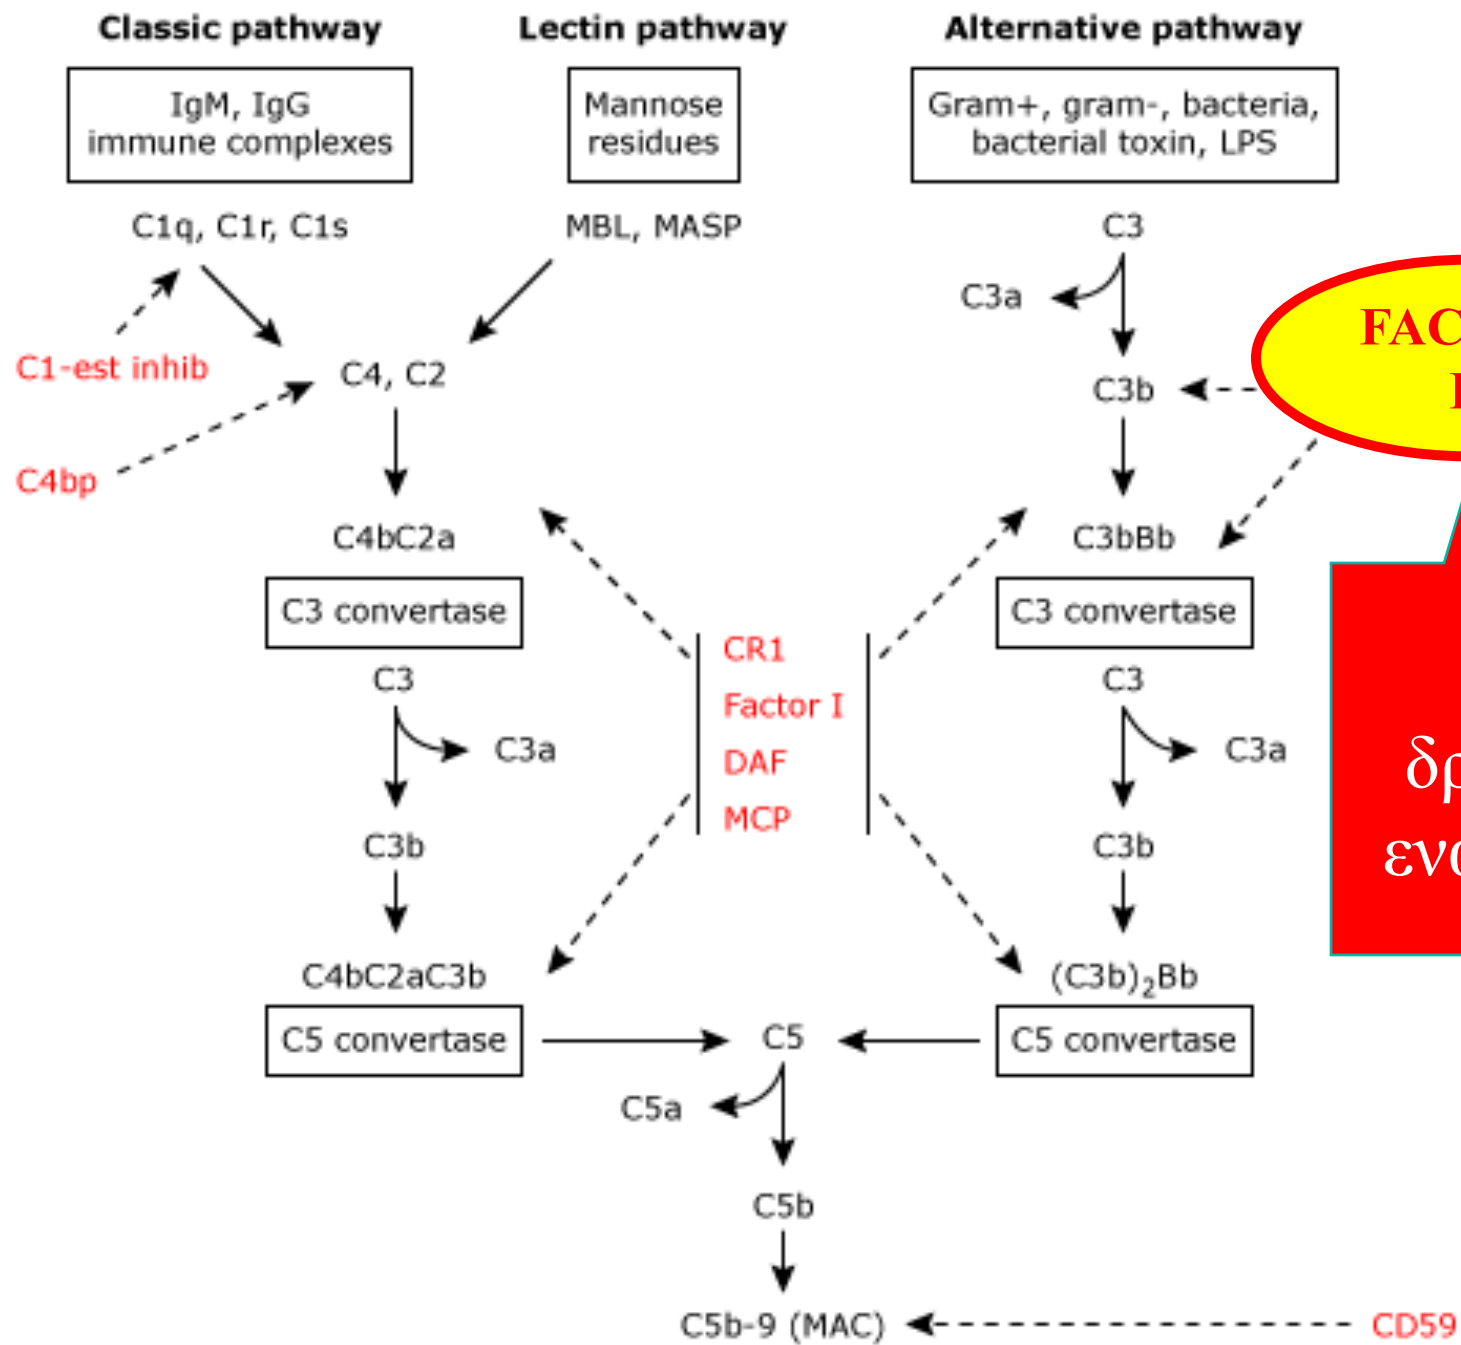 Classic pathway
Lectin pathway
Alternative pathway
IgM, IgG
immune complexes
Mannose
residues
Gram+, gram-, bacteria,
bacterial toxin, LPS
C1q, C1r, C1s
MBL, MASP
C3
C3a
C1-est inhib
C4, C2
C3b
FAC
C4bp
C4bC2a
C3bBb
C3 convertase
C3 convertase
CR1
Factor I
DAF
MCP
C3
C3a
C3b
C3
C3a
C3b
δρ
ενα
C4bC2aC3b
(C3b)₂Bb
C5 convertase
C5
C5 convertase
C5a
C5b
C5b-9 (MAC)
CD59